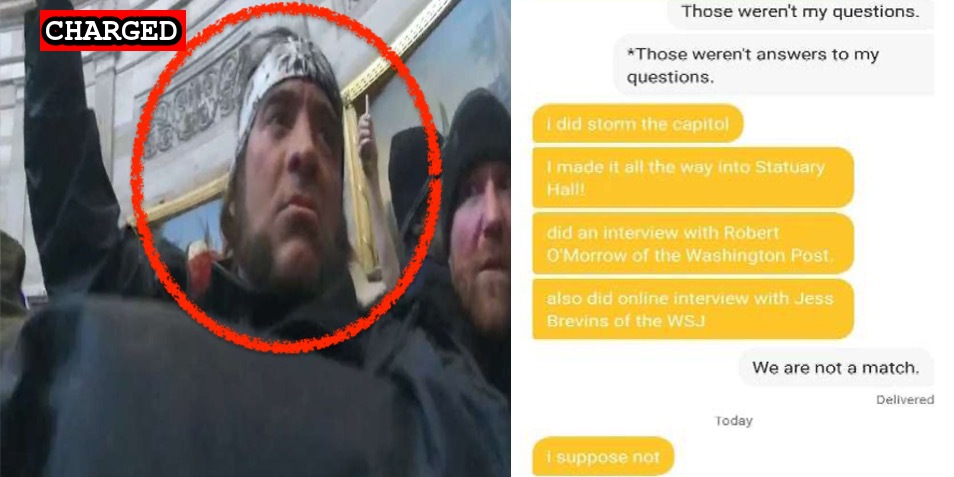 CHARGED
Those weren't my questions.
*Those weren't answers to my
questions.
i did storm the capitol
I made it all the way into Statuary
Hall!
did an interview with Robert
O'Morrow of the Washington Post.
also did online interview with Jess
Brevins of the WSJ
We are not a match.
Delivered
Today
i suppose not